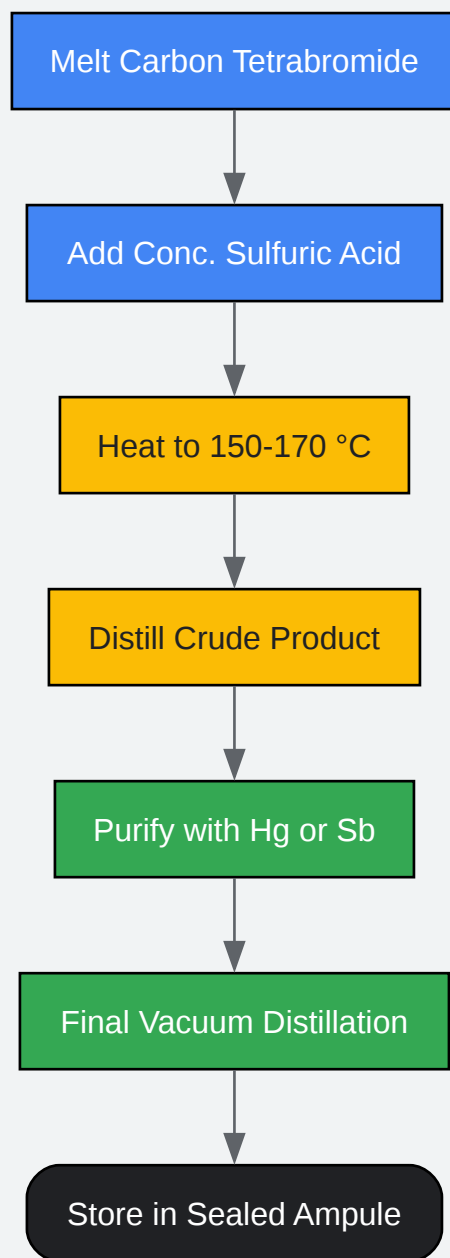 Melt Carbon Tetrabromide
Add Conc. Sulfuric Acid
Heat to 150-170 °C
Distill Crude Product
Purify with Hg or Sb
Final Vacuum Distillation
Store in Sealed Ampule